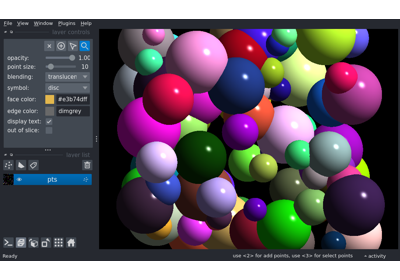 File View Window Plugins Help
layer controls
opacity: 1.00
point size: 10
blending: translucen
symbol: disc
face color: #e3b74dff
edge color: dimgrey
display text:
out of slice:
layer list
pts
Ready use <2> for add points, use <3> for select points activity